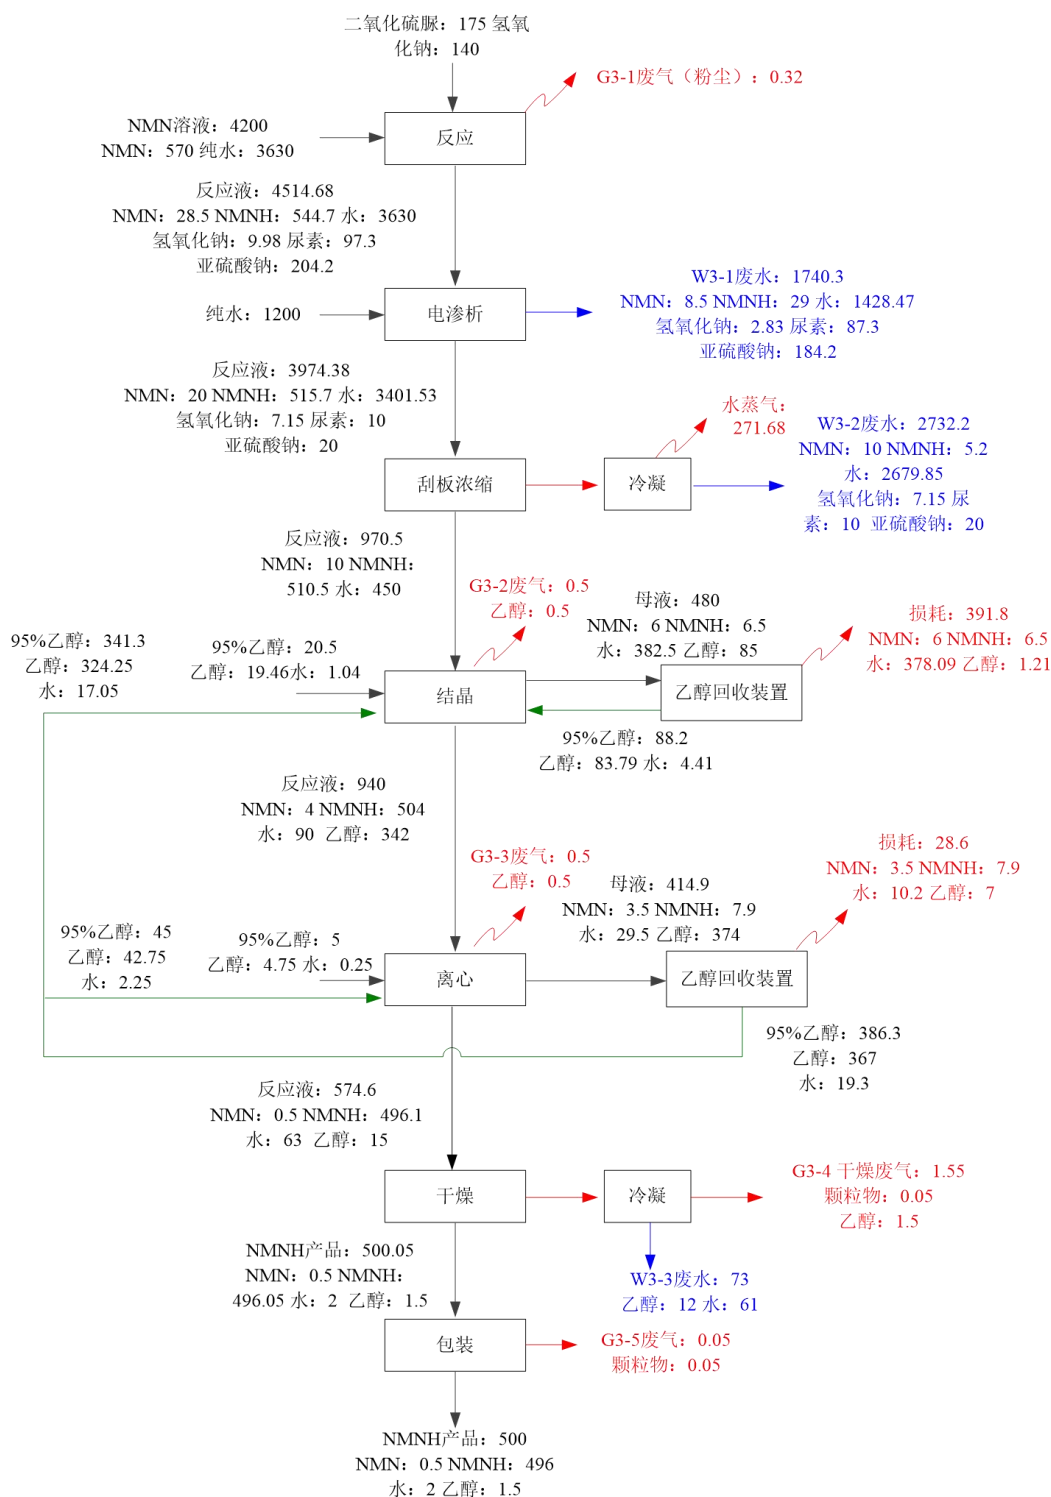 二氧化硫脲：175 氢氧
化钠：140
G3-1废气（粉尘）：0.32
NMN溶液：4200
NMN：570 纯水：3630
反应
反应液：4514.68
NMN：28.5 NMNH：544.7 水：3630
氢氧化钠：9.98 尿素：97.3
亚硫酸钠：204.2
纯水：1200
电渗析
W3-1废水：1740.3
NMN：8.5 NMNH：29 水：1428.47
氢氧化钠：2.83 尿素：87.3
亚硫酸钠：184.2
反应液：3974.38
NMN：20 NMNH：515.7 水：3401.53
氢氧化钠：7.15 尿素：10
亚硫酸钠：20
水蒸气：
271.68
刮板浓缩
冷凝
W3-2废水：2732.2
NMN：10 NMNH：5.2
水：2679.85
氢氧化钠：7.15 尿
素：10 亚硫酸钠：20
反应液：970.5
NMN：10 NMNH：
510.5 水：450
G3-2废气：0.5
乙醇：0.5
母液：480
NMN：6 NMNH：6.5
水：382.5 乙醇：85
损耗：391.8
NMN：6 NMNH：6.5
水：378.09 乙醇：1.21
95%乙醇：341.3
乙醇：324.25
水：17.05
95%乙醇：20.5
乙醇：19.46水：1.04
结晶
乙醇回收装置
95%乙醇：88.2
乙醇：83.79 水：4.41
反应液：940
NMN：4 NMNH：504
水：90 乙醇：342
G3-3废气：0.5
乙醇：0.5
母液：414.9
NMN：3.5 NMNH：7.9
水：29.5 乙醇：374
损耗：28.6
NMN：3.5 NMNH：7.9
水：10.2 乙醇：7
95%乙醇：45
乙醇：42.75
水：2.25
95%乙醇：5
乙醇：4.75 水：0.25
离心
乙醇回收装置
95%乙醇：386.3
乙醇：367
水：19.3
反应液：574.6
NMN：0.5 NMNH：496.1
水：63 乙醇：15
干燥
冷凝
G3-4 干燥废气：1.55
颗粒物：0.05
乙醇：1.5
NMNH产品：500.05
NMN：0.5 NMNH：
496.05 水：2 乙醇：1.5
W3-3废水：73
乙醇：12 水：61
包装
G3-5废气：0.05
颗粒物：0.05
NMNH产品：500
NMN：0.5 NMNH：496
水：2 乙醇：1.5